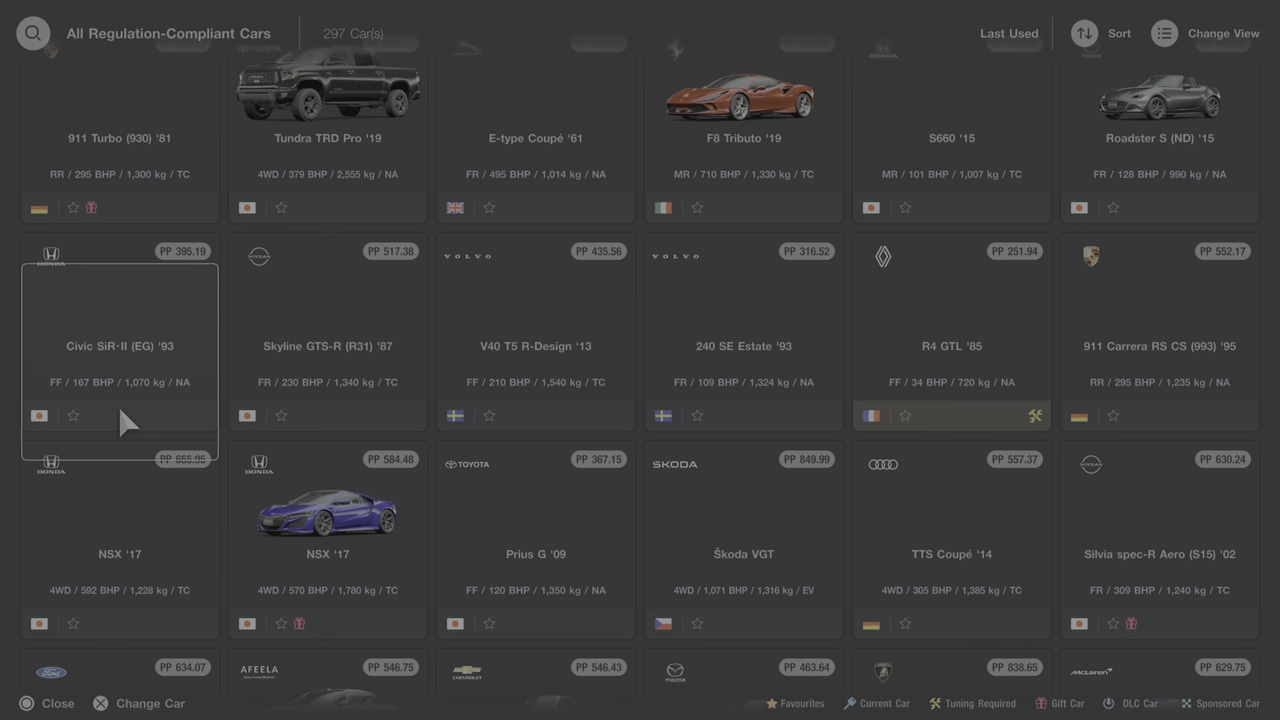 All Regulation-Compliant Cars
297 Car(s)
Last Used
Sort
Change View
TOYOTA
HONDA
911 Turbo (930) '81
Tundra TRD Pro '19
E-type Coupé '61
F8 Tributo '19
S660 '15
Roadster S (ND) '15
RR / 295 BHP / 1,300 kg / TC
4WD / 379 BHP / 2,555 kg / NA
FR / 495 BHP / 1,014 kg / NA
MR / 710 BHP / 1,330 kg / TC
MR / 101 BHP / 1,007 kg / TC
FR / 128 BHP / 990 kg / NA
HONDA
PP 395.19
NISSAN
PP 517.38
VOLVO
PP 435.56
VOLVO
PP 316.52
PP 251.94
PP 552.17
Civic SiR·II (EG) '93
Skyline GTS-R (R31) '87
V40 T5 R-Design '13
240 SE Estate '93
R4 GTL '85
911 Carrera RS CS (993) '95
FF / 167 BHP / 1,070 kg / NA
FR / 230 BHP / 1,340 kg / TC
FF / 210 BHP / 1,540 kg / TC
FR / 109 BHP / 1,324 kg / NA
FF / 34 BHP / 720 kg / NA
RR / 295 BHP / 1,235 kg / NA
HONDA
PP 655.95
HONDA
PP 584.48
TOYOTA
PP 367.15
SKODA
PP 849.99
PP 557.37
NISSAN
PP 630.24
NSX '17
NSX '17
Prius G '09
Škoda VGT
TTS Coupé '14
Silvia spec-R Aero (S15) '02
4WD / 592 BHP / 1,228 kg / TC
4WD / 570 BHP / 1,780 kg / TC
FF / 120 BHP / 1,350 kg / NA
4WD / 1,071 BHP / 1,316 kg / EV
4WD / 305 BHP / 1,385 kg / TC
FR / 309 BHP / 1,240 kg / TC
Ford
PP 634.07
AFEELA
Sony Honda Mobility
PP 546.75
CHEVROLET
PP 546.43
mazda
PP 463.64
PP 838.65
McLaren
PP 629.75
Close
Change Car
Favourites
Current Car
Tuning Required
Gift Car
DLC Car
Sponsored Car